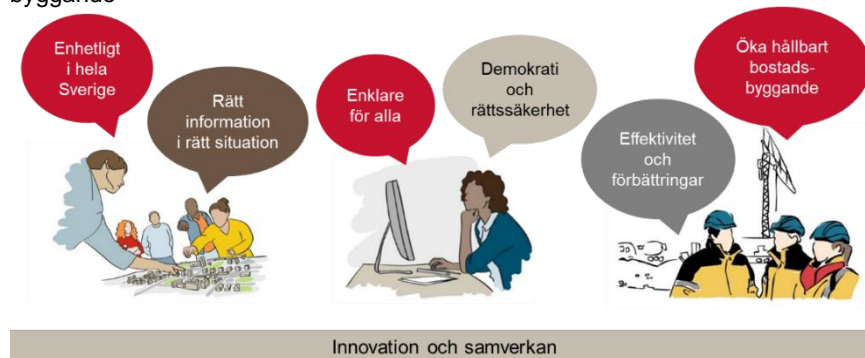 byggande
Enhetligt
i hela
Sverige
Rätt
information
i rätt situation
Enklare
för alla
Demokrati
och
rättssäkerhet
Effektivitet
och
förbättringar
Öka hållbart
bostads-
byggande
Innovation och samverkan